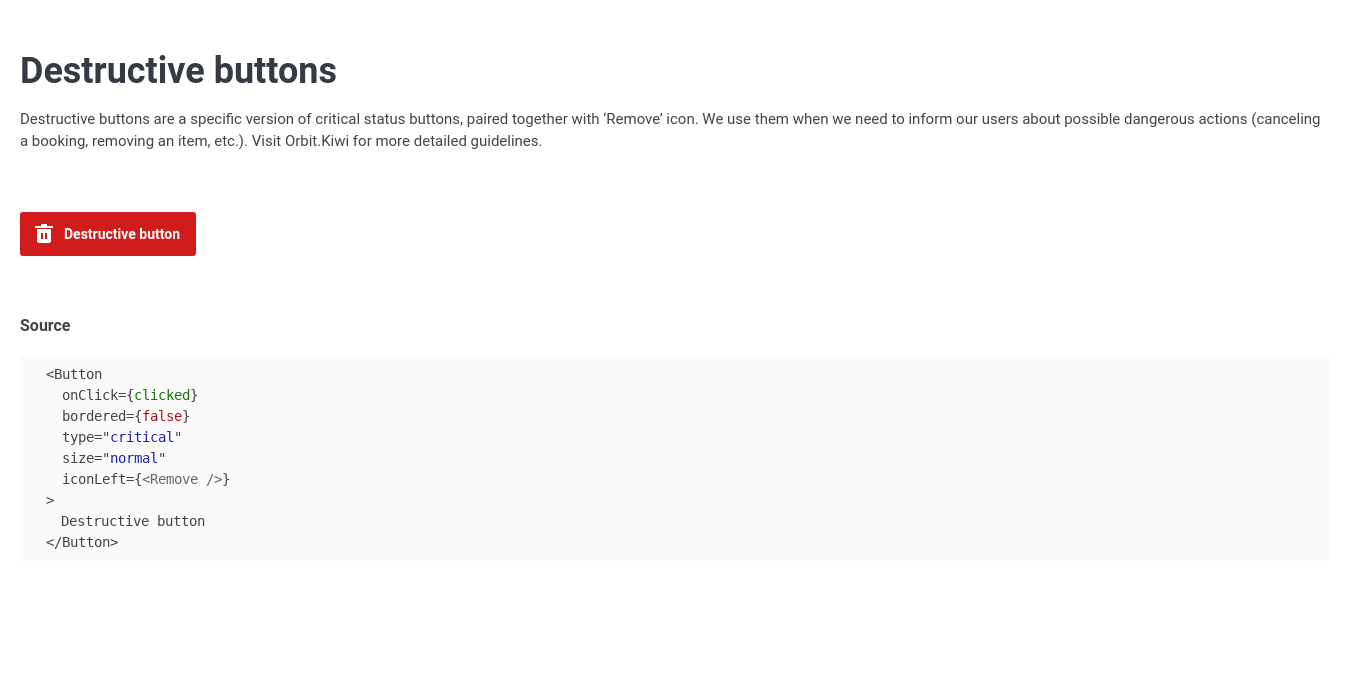 Destructive buttons
Destructive buttons are a specific version of critical status buttons, paired together with ‘Remove’ icon. We use them when we need to inform our users about possible dangerous actions (canceling
a booking, removing an item, etc.). Visit Orbit.Kiwi for more detailed guidelines.
Destructive button
Source
<Button
  onClick={clicked}
  bordered={false}
  type="critical"
  size="normal"
  iconLeft={<Remove />}
>
  Destructive button
</Button>